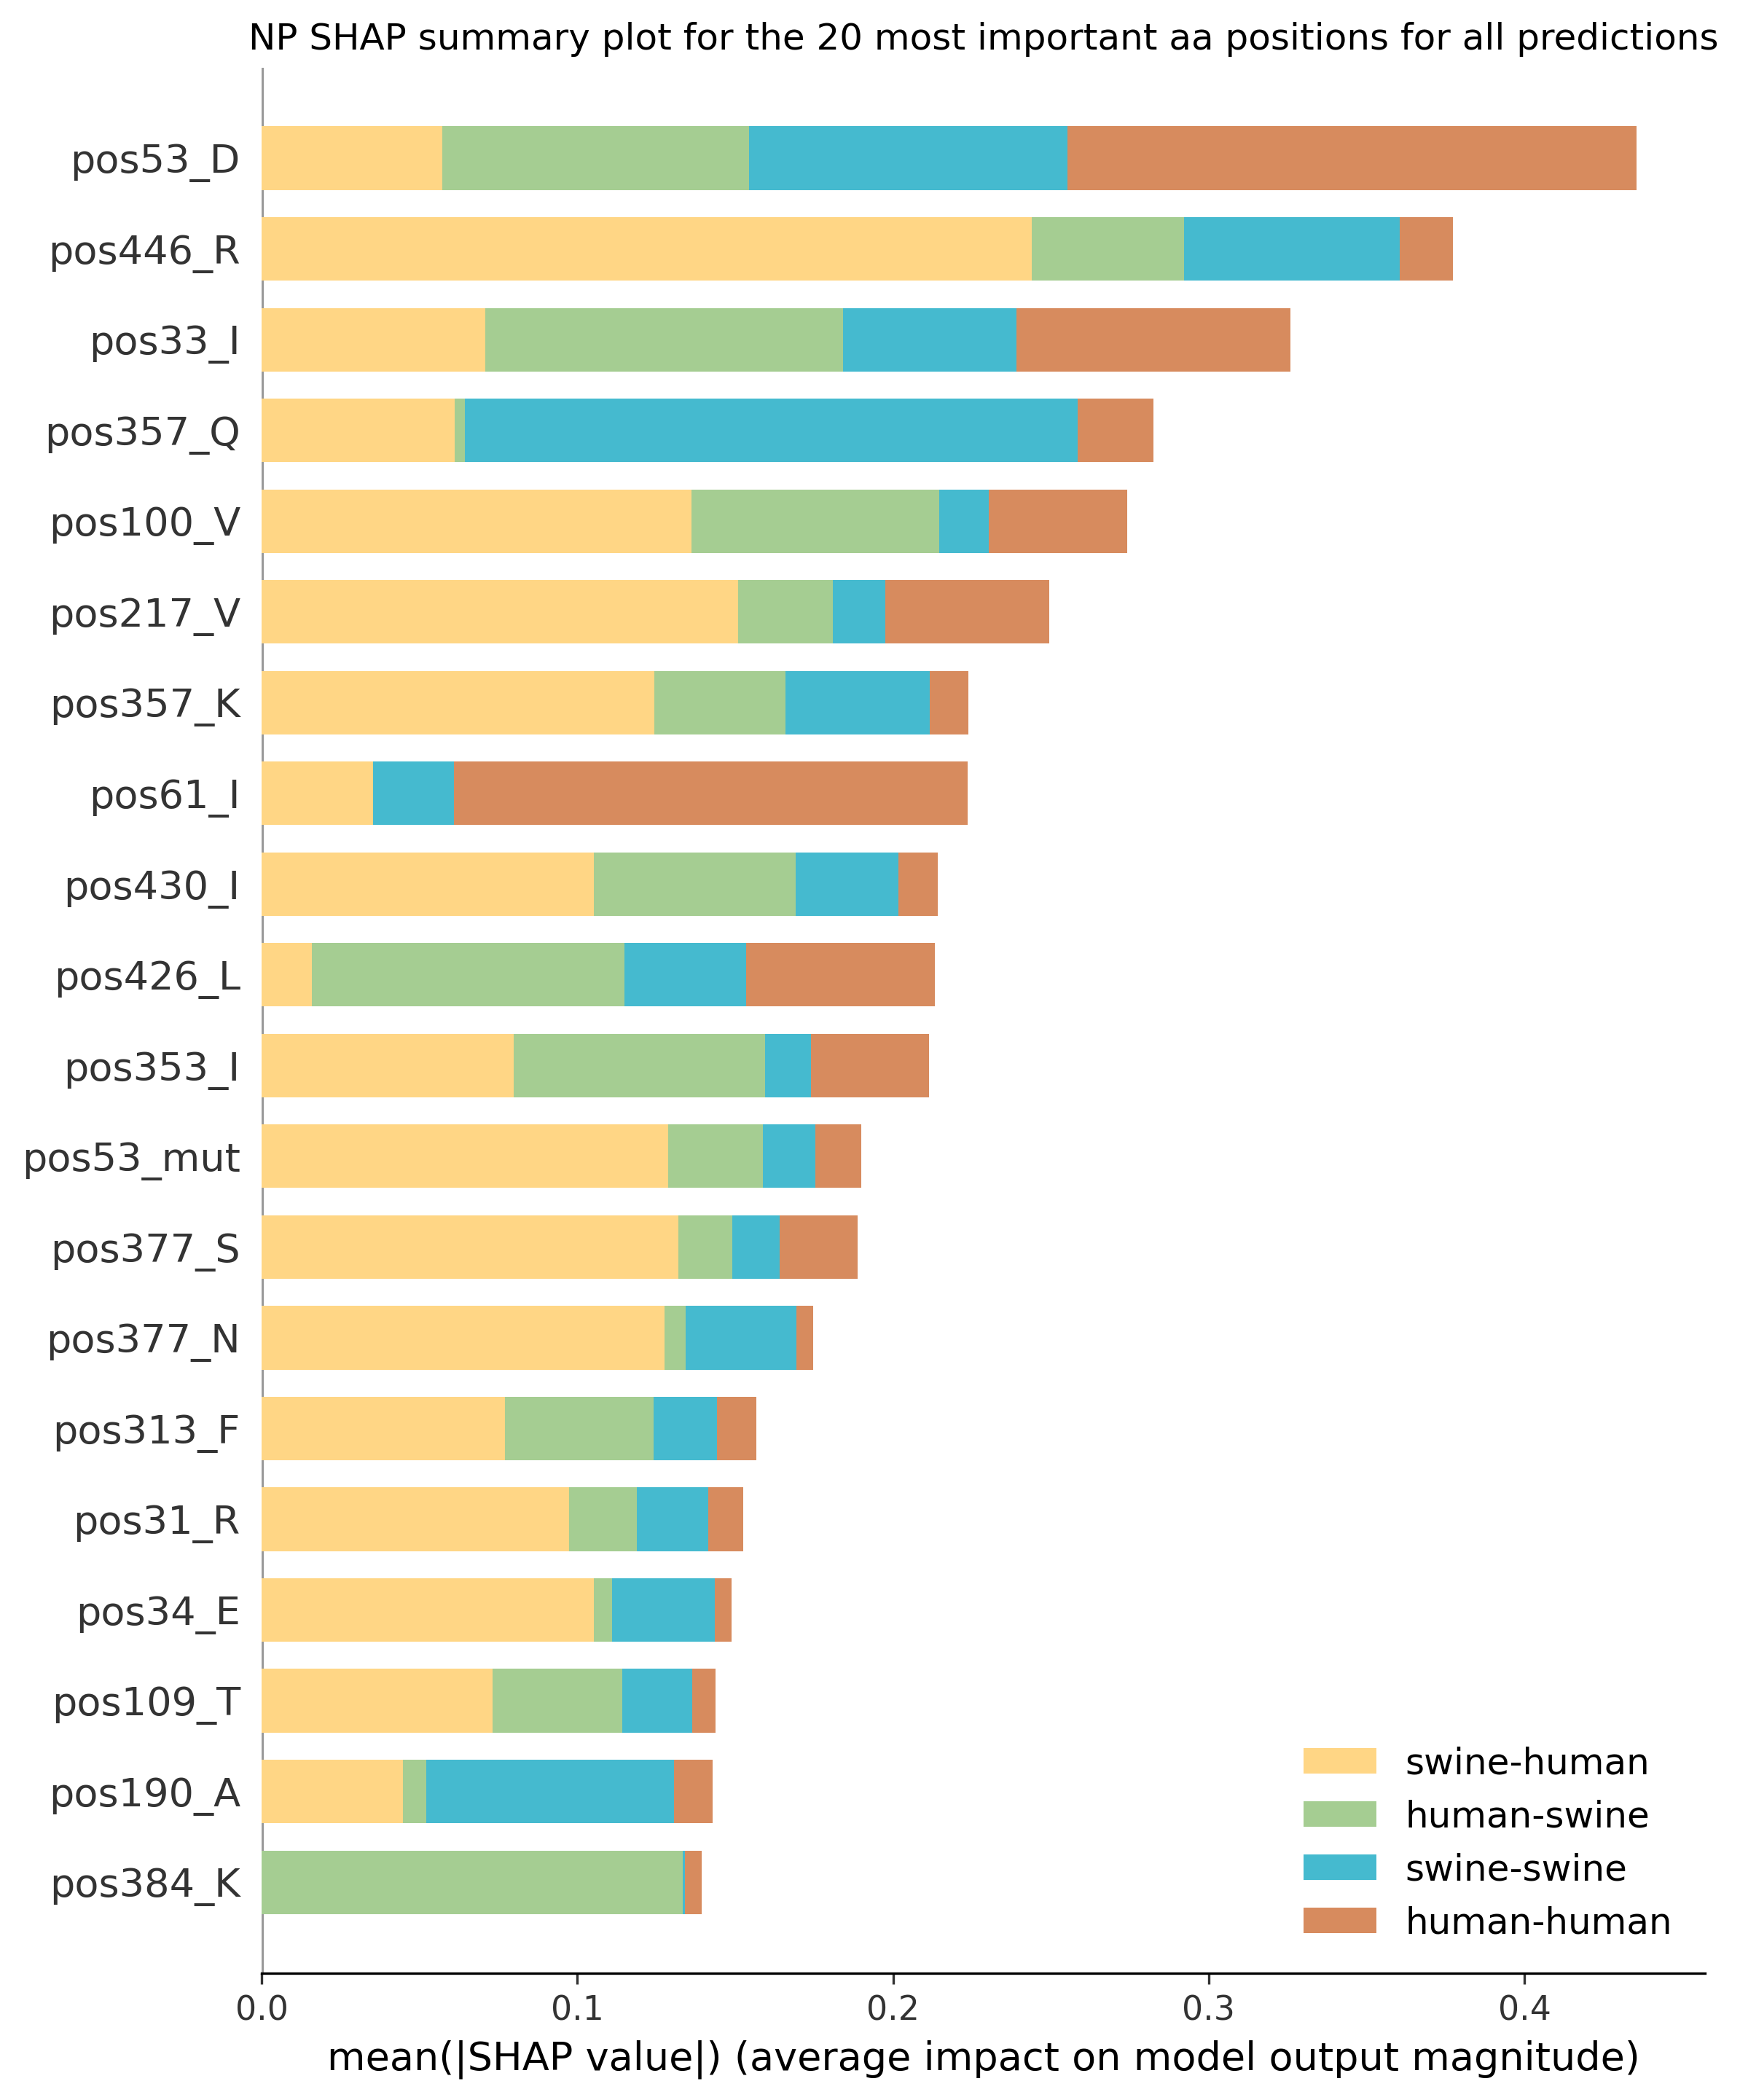 NP SHAP summary plot for the 20 most important aa positions for all predictions
pos53_D
pos446_R
pos33_I
pos357_Q
pos100_V
pos217_V
pos357_K
pos61_I
pos430_I
pos426_L
pos353_I
pos53_mut
pos377_S
pos377_N
pos313_F
pos31_R
pos34_E
pos109_T
pos190_A
pos384_K
swine-human
human-swine
swine-swine
human-human
0.0 0.1 0.2 0.3 0.4
mean(|SHAP value|) (average impact on model output magnitude)